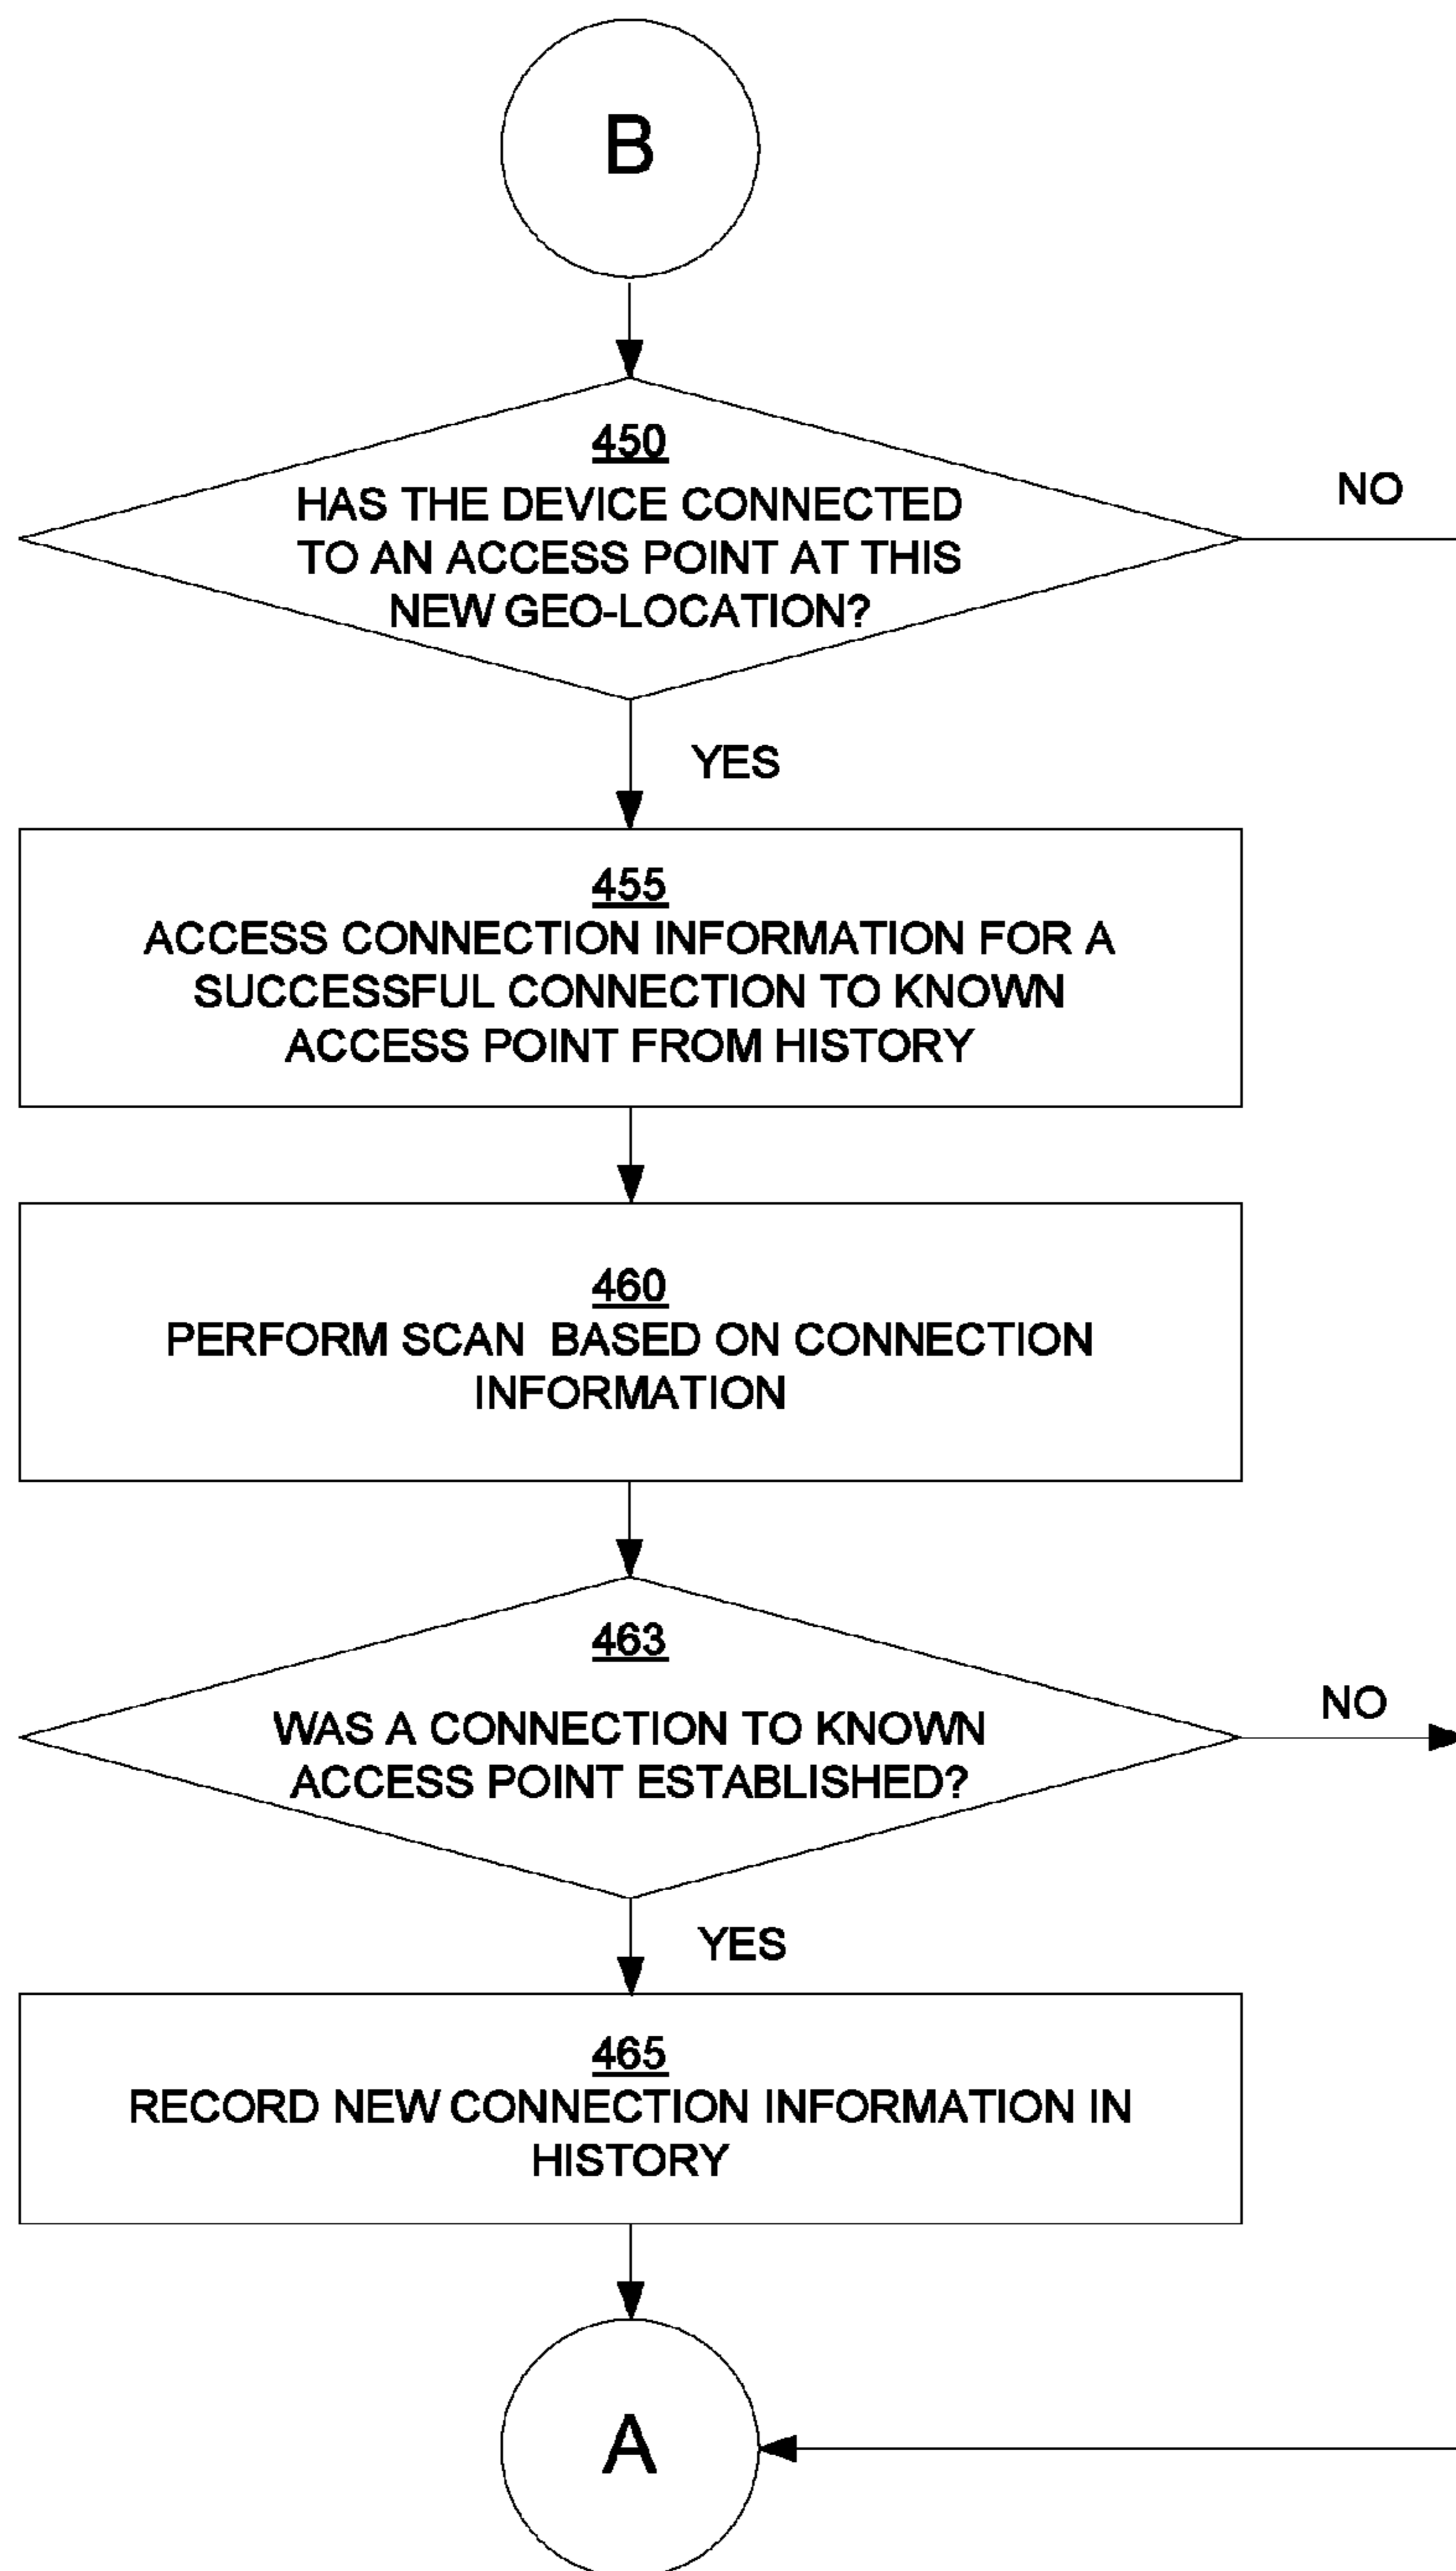 B
450
HAS THE DEVICE CONNECTED
TO AN ACCESS POINT AT THIS
NEW GEO-LOCATION?
NO
YES
455
ACCESS CONNECTION INFORMATION FOR A
SUCCESSFUL CONNECTION TO KNOWN
ACCESS POINT FROM HISTORY
460
PERFORM SCAN BASED ON CONNECTION
INFORMATION
463
WAS A CONNECTION TO KNOWN
ACCESS POINT ESTABLISHED?
NO
YES
465
RECORD NEW CONNECTION INFORMATION IN
HISTORY
A